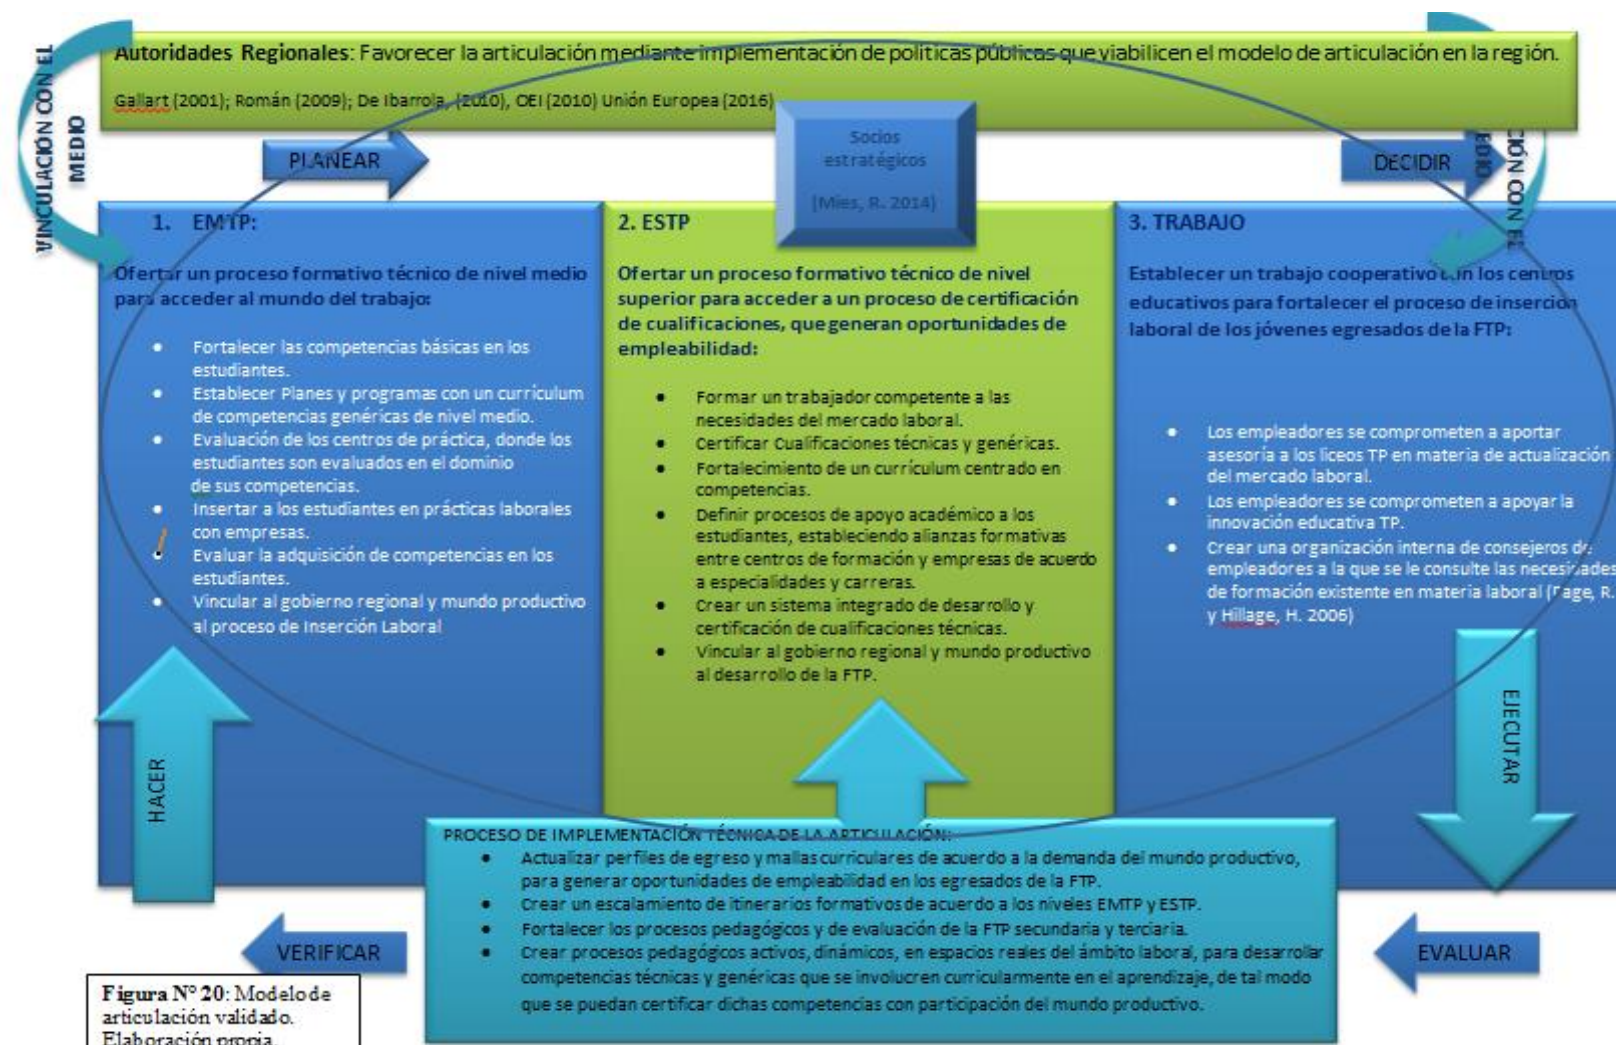 Autoridades Regionales: Favorecer la articulación mediante implementación de políticas públicas que viabilicen el modelo de articulación en la región.
Gallart (2001); Román (2009); De Ibarrola, (2010), OEI (2010) Unión Europea (2016)
VINCULACIÓN CON EL
MEDIO
PLANEAR
Socios
estratégicos
(Mies, R. 2014)
DECIDIR
CIÓN CON EL
EDIO
1. EMTP:
Ofertar un proceso formativo técnico de nivel medio
para acceder al mundo del trabajo:
• Fortalecer las competencias básicas en los
estudiantes.
• Establecer Planes y programas con un currículum
de competencias genéricas de nivel medio.
• Evaluación de los centros de práctica, donde los
estudiantes son evaluados en el dominio
de sus competencias.
• Insertar a los estudiantes en prácticas laborales
con empresas.
• Evaluar la adquisición de competencias en los
estudiantes.
• Vincular al gobierno regional y mundo productivo
al proceso de Inserción Laboral
2. ESTP
Ofertar un proceso formativo técnico de nivel
superior para acceder a un proceso de certificación
de cualificaciones, que generan oportunidades de
empleabilidad:
• Formar un trabajador competente a las
necesidades del mercado laboral.
• Certificar Cualificaciones técnicas y genéricas.
• Fortalecimiento de un currículum centrado en
competencias.
• Definir procesos de apoyo académico a los
estudiantes, estableciendo alianzas formativas
entre centros de formación y empresas de acuerdo
a especialidades y carreras.
• Crear un sistema integrado de desarrollo y
certificación de cualificaciones técnicas.
• Vincular al gobierno regional y mundo productivo
al desarrollo de la FTP.
3. TRABAJO
Establecer un trabajo cooperativo con los centros
educativos para fortalecer el proceso de inserción
laboral de los jóvenes egresados de la FTP:
• Los empleadores se comprometen a aportar
asesoría a los liceos TP en materia de actualización
del mercado laboral.
• Los empleadores se comprometen a apoyar la
innovación educativa TP.
• Crear una organización interna de consejeros de
empleadores a la que se le consulte las necesidades
de formación existente en materia laboral (Page, R.
y Hillage, H. 2006)
HACER
EJECUTAR
PROCESO DE IMPLEMENTACIÓN TÉCNICA DE LA ARTICULACIÓN:
• Actualizar perfiles de egreso y mallas curriculares de acuerdo a la demanda del mundo productivo,
para generar oportunidades de empleabilidad en los egresados de la FTP.
• Crear un escalamiento de itinerarios formativos de acuerdo a los niveles EMTP y ESTP.
• Fortalecer los procesos pedagógicos y de evaluación de la FTP secundaria y terciaria.
• Crear procesos pedagógicos activos, dinámicos, en espacios reales del ámbito laboral, para desarrollar
competencias técnicas y genéricas que se involucren curricularmente en el aprendizaje, de tal modo
que se puedan certificar dichas competencias con participación del mundo productivo.
VERIFICAR
EVALUAR
Figura N° 20: Modelo de
articulación validado.
Elaboración propia.